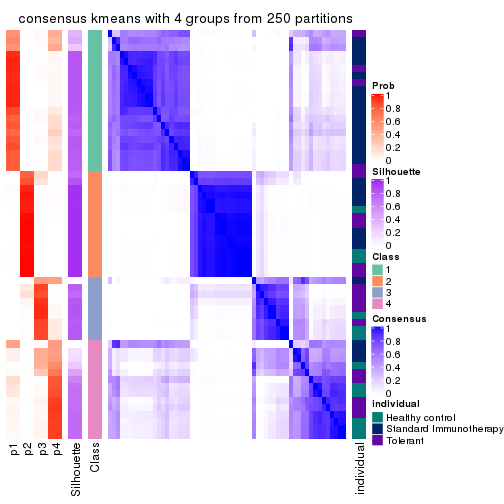 consensus kmeans with 4 groups from 250 partitions
Prob
1
0.8
0.6
0.4
0.2
0
Silhouette
1
0.8
0.6
0.4
0.2
0
Class
1
2
3
4
Consensus
1
0.8
0.6
0.4
0.2
0
Individual
Healthy control
Standard Immunotherapy
Tolerant
p1
p2
p3
p4
Silhouette
Class
individual